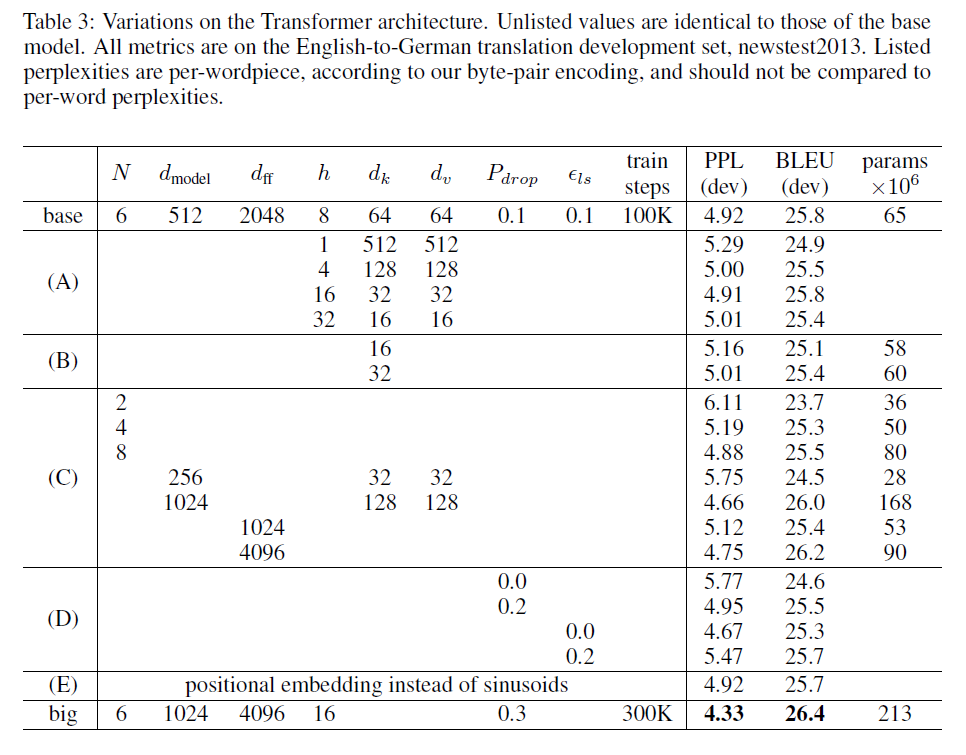 Table 3: Variations on the Transformer architecture. Unlisted values are identical to those of the base
model. All metrics are on the English-to-German translation development set, newstest2013. Listed
perplexities are per-wordpiece, according to our byte-pair encoding, and should not be compared to
per-word perplexities.
N d_model d_ff h d_k d_v P_drop ϵ_ls train steps PPL (dev) BLEU (dev) params ×10^6
base 6 512 2048 8 64 64 0.1 0.1 100K 4.92 25.8 65
(A)
1 512 512 5.29 24.9
4 128 128 5.00 25.5
16 32 32 4.91 25.8
32 16 16 5.01 25.4
(B)
16 5.16 25.1 58
32 5.01 25.4 60
(C)
2 6.11 23.7 36
4 5.19 25.3 50
8 4.88 25.5 80
256 32 32 5.75 24.5 28
1024 128 128 4.66 26.0 168
1024 5.12 25.4 53
4096 4.75 26.2 90
(D)
0.0 5.77 24.6
0.2 4.95 25.5
0.0 4.67 25.3
0.2 5.47 25.7
(E) positional embedding instead of sinusoids 4.92 25.7
big 6 1024 4096 16 0.3 300K 4.33 26.4 213